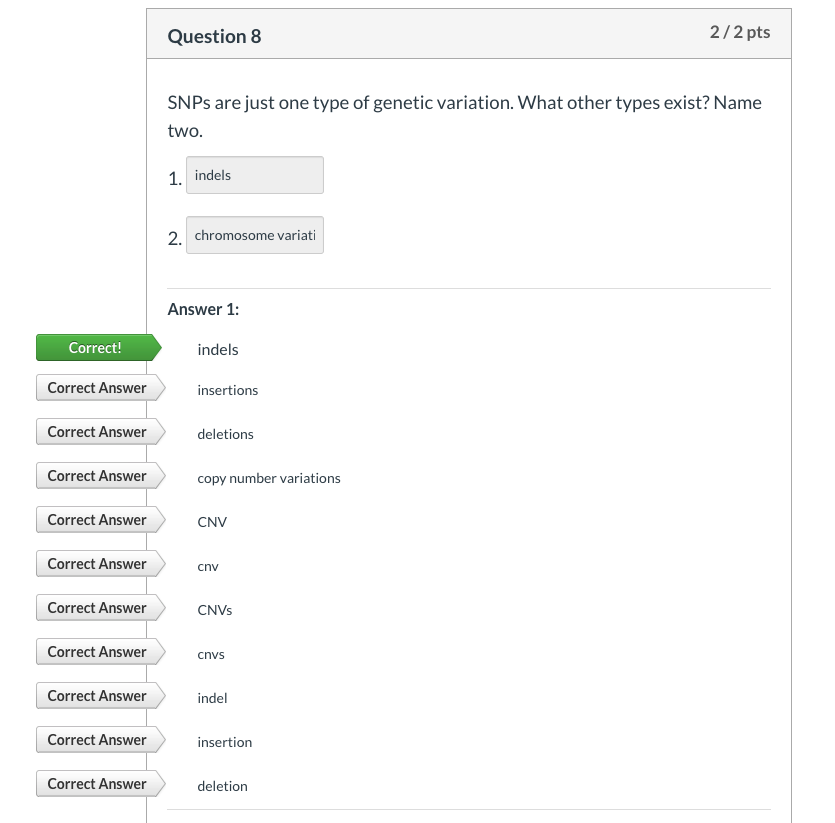 Question 8
2 / 2 pts
SNPs are just one type of genetic variation. What other types exist? Name
two.
1. indels
2. chromosome variati
Answer 1:
Correct! indels
Correct Answer insertions
Correct Answer deletions
Correct Answer copy number variations
Correct Answer CNV
Correct Answer cnv
Correct Answer CNVs
Correct Answer cnvs
Correct Answer indel
Correct Answer insertion
Correct Answer deletion